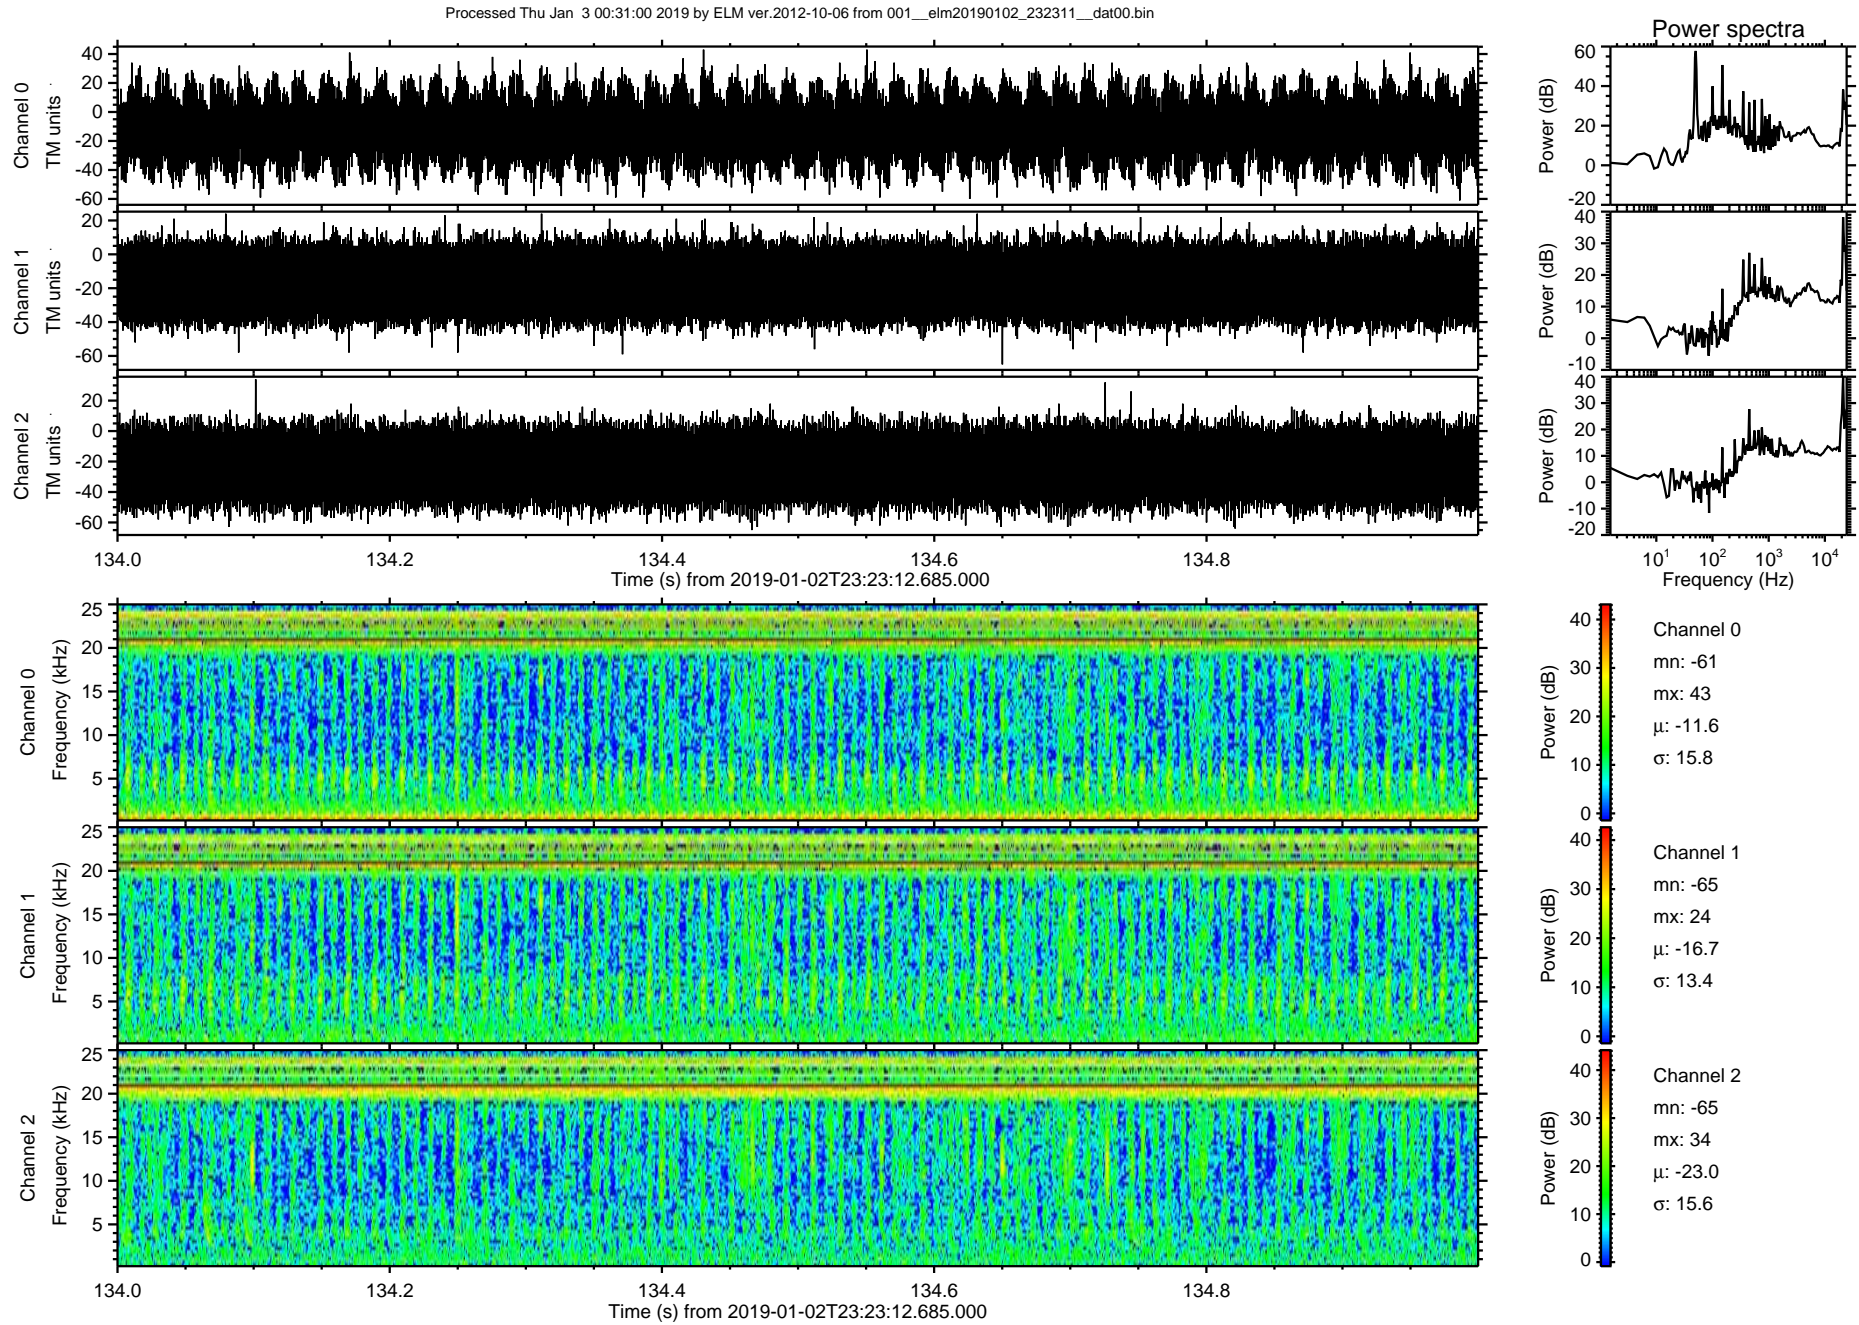 Processed Thu Jan  3 00:31:00 2019 by ELM ver.2012-10-06 from 001__elm20190102_232311__dat00.bin
Power spectra
Channel 0
TM units
40
20
0
-20
-40
-60
Power (dB)
60
40
20
0
-20
Channel 1
TM units
20
0
-20
-40
-60
Power (dB)
40
30
20
10
0
-10
Channel 2
TM units
20
0
-20
-40
-60
Power (dB)
40
30
20
10
0
-10
-20
134.0 134.2 134.4 134.6 134.8
Time (s) from 2019-01-02T23:23:12.685.000
10¹ 10² 10³ 10⁴
Frequency (Hz)
Channel 0
Frequency (kHz)
25
20
15
10
5
Power (dB)
40
30
20
10
0
Channel 0
mn: -61
mx: 43
μ: -11.6
σ: 15.8
Channel 1
Frequency (kHz)
25
20
15
10
5
Power (dB)
40
30
20
10
0
Channel 1
mn: -65
mx: 24
μ: -16.7
σ: 13.4
Channel 2
Frequency (kHz)
25
20
15
10
5
Power (dB)
40
30
20
10
0
Channel 2
mn: -65
mx: 34
μ: -23.0
σ: 15.6
134.0 134.2 134.4 134.6 134.8
Time (s) from 2019-01-02T23:23:12.685.000